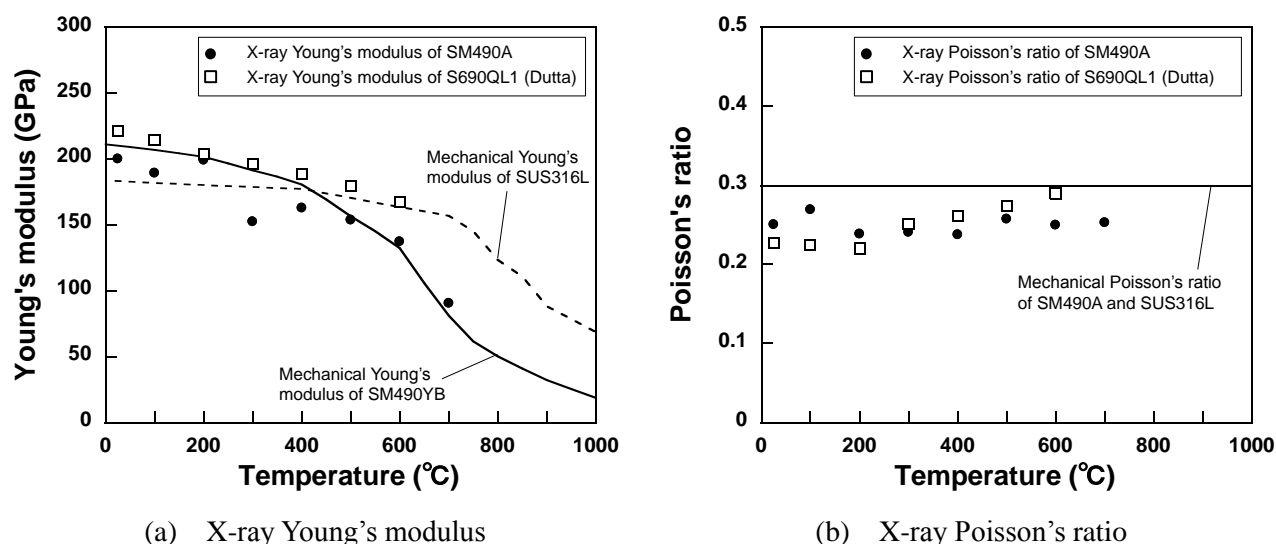 300
250
200
150
100
50
0
Young's modulus (GPa)
X-ray Young's modulus of SM490A
X-ray Young's modulus of S690QL1 (Dutta)
Mechanical Young's
modulus of SUS316L
Mechanical Young's
modulus of SM490YB
0 200 400 600 800 1000
Temperature (℃)
(a) X-ray Young's modulus
0.5
0.4
0.3
0.2
0.1
0
Poisson's ratio
X-ray Poisson's ratio of SM490A
X-ray Poisson's ratio of S690QL1 (Dutta)
Mechanical Poisson's ratio
of SM490A and SUS316L
0 200 400 600 800 1000
Temperature (℃)
(b) X-ray Poisson's ratio